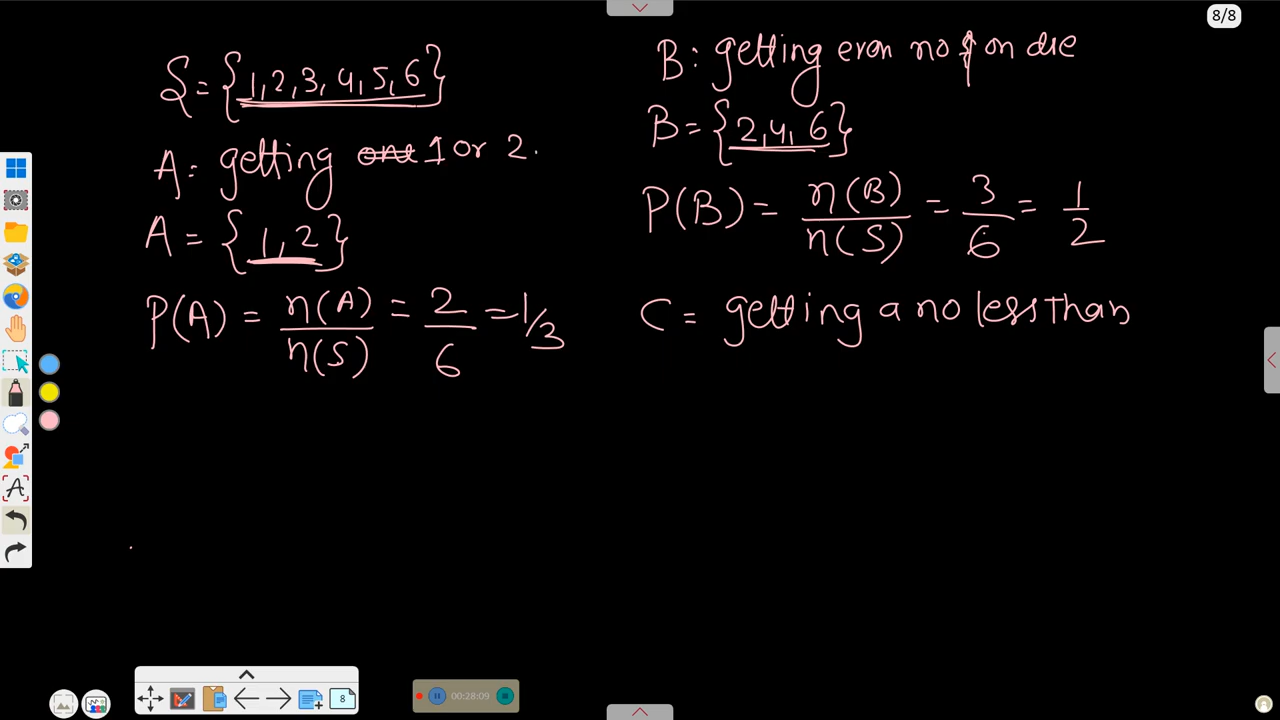 S = {1,2,3,4,5,6}
A = getting 1 or 2.
A = {1,2}
P(A) = n(A)/n(S) = 2/6 = 1/3
B: getting even no on die
B = {2,4,6}
P(B) = n(B)/n(S) = 3/6 = 1/2
C = getting a no less than
8/8
8
00:28:09